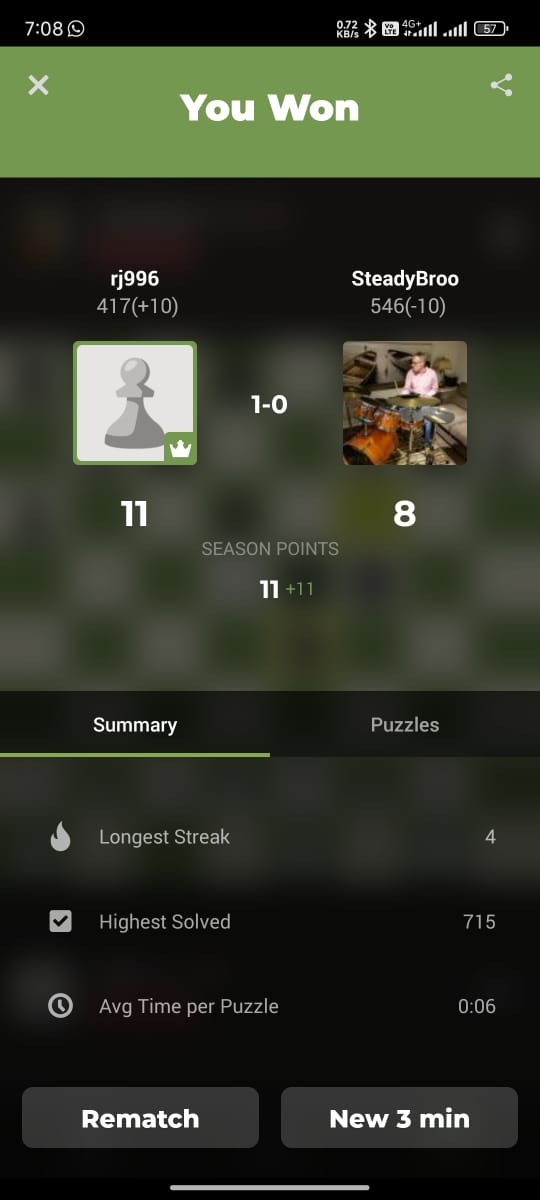 7:08
0.72
KB/s
Vo
LTE
4G+
57
You Won
rj996
SteadyBroo
417(+10)
546(-10)
1-0
11
8
SEASON POINTS
11 +11
Summary
Puzzles
Longest Streak
4
Highest Solved
715
Avg Time per Puzzle
0:06
Rematch
New 3 min